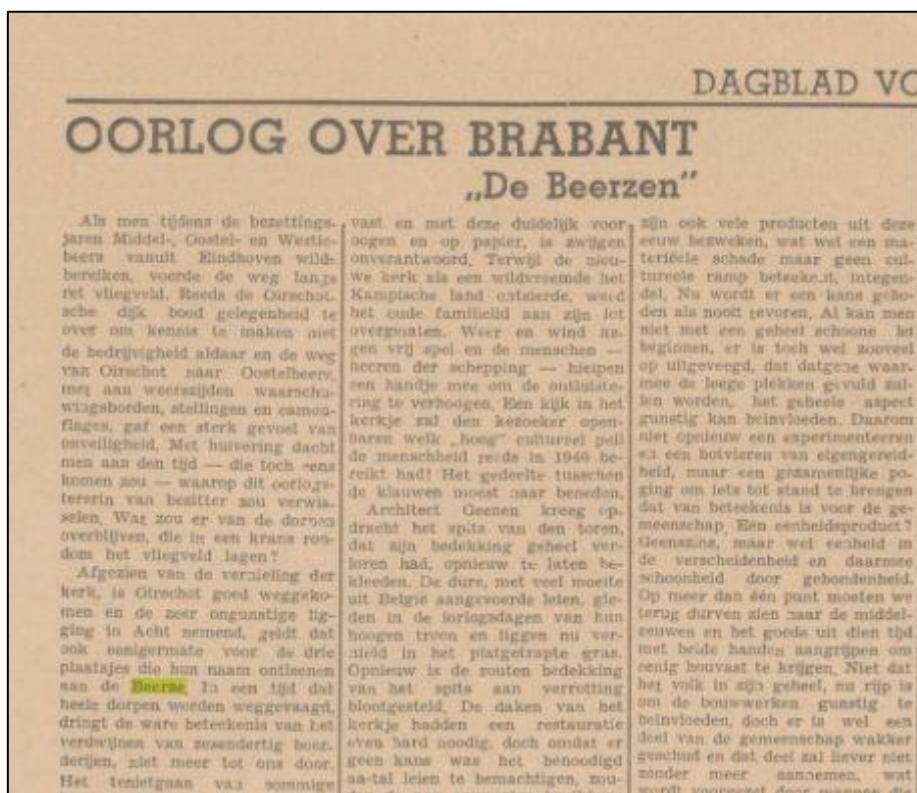 DAGBLAD VO
OORLOG OVER BRABANT
„De Beerzen”
Als men tijdens de bezettings-
jaren Middel-, Oostel- en Westel-
beers vanuit Eindhoven wilde
bereiken, voerde de weg langs
het vliegveld. Reeds de Oirschot-
sche dijk bood gelegenheid te
over om kennis te maken met
de bedrijvigheid aldaar en de weg
van Oirschot naar Oostelbeers,
met aan weerszijden waarschu-
wingsborden, stellingen en camou-
flages, gaf een sterk gevoel van
onveiligheid. Met huivering dacht
men aan den tijd — die toch eens
komen zou — waarop dit oorlogs-
terrein van bezitter zou verwis-
selen. Wat zou er van de dorpen
overblijven, die in een krans ron-
dom het vliegveld lagen?
Afgezien van de vernieling der
kerk, is Oirschot goed weggeko-
men en de zeer ongunstige lig-
ging in Acht nemend, geldt dat
ook eenigermate voor de drie
plaatsjes die hun naam ontleenen
aan de Beerze. In een tijd dat
heele dorpen worden weggevaagd,
dringt de ware beteekenis van het
verdwijnen van zesendertig boer-
derijen, niet meer tot ons door.
Het tenietgaan van sommige
vast en met deze duidelijk voor
oogen en op papier, is zwijgen
onverantwoord. Terwijl de nieu-
we kerk als een wildvreemde het
Kampische land ontsierde, werd
het oude familielid aan zijn lot
overgelaten. Weer en wind
gen vrij spel en de menschen —
heeren der schepping — hielpen
een handje mee om de ontluiste-
ring te verhoogen. Een kijk in het
kerkje zal den bezoeker open-
baren welk „hoog” cultureel peil
de menschheid reeds in 1940 be-
reikt had! Het gedeelte tusschen
de klauwen moest naar beneden.
Architect Geenen kreeg op-
dracht het spits van den toren,
dat zijn bedekking geheel ver-
loren had, opnieuw te laten be-
kleeden. De dure, met veel moeite
uit België aangevoerde leien, gle-
den in de oorlogsdagen van hun
hoogen troon en liggen nu ver-
nield in het platgetrapte gras.
Opnieuw is de houten bedekking
van het spits aan verrotting
blootgesteld. De daken van het
kerkje hadden een restauratie
even hard noodig, doch omdat er
geen kans was het benoodigd
aa-tal leien te bemachtigen, zou-
zijn ook vele producten uit deze
eeuw bezweken, wat wel een ma-
teriëele schade maar geen cul-
tureele ramp beteekent, integen-
del. Nu wordt er een kans gebo-
den als nooit tevoren. Al kan men
niet met een geheel schoone lei
beginnen, er is toch wel zooveel
op uitgeveegd, dat datgene waar-
mee de leege plekken gevuld zul-
len worden, het geheele aspect
gunstig kan beïnvloeden. Daarom
niet opnieuw een experimenteeren
en een botvieren van eigengereid-
heid, maar een gezamenlijke po-
ging om iets tot stand te brengen
dat van beteekenis is voor de ge-
meenschap. Een eenheidsproduct?
Geenszins, maar wel eenheid in
de verscheidenheid en daarmee
schoonheid door gebondenheid.
Op meer dan één punt moeten we
terug durven zien naar de middel-
eeuwen en het goede uit dien tijd
met beide handen aangrijpen om
eenig houvast te krijgen. Niet dat
het volk in zijn geheel, nu rijp is
om de bouwwerken gunstig te
beïnvloeden, doch er is wel een
deel van de gemeenschap wakker
geschud en dat deel zal liever niet
zonder meer aannemen, wat
wordt voorgezet door mannen die